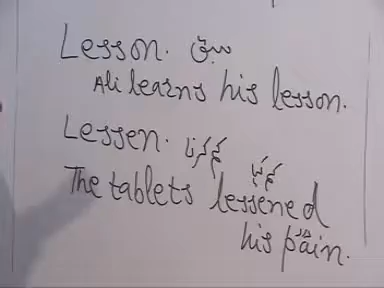 Lesson. سبق
Ali learns his lesson.
Lessen. کم کرنا
The tablets lessened
his pain.